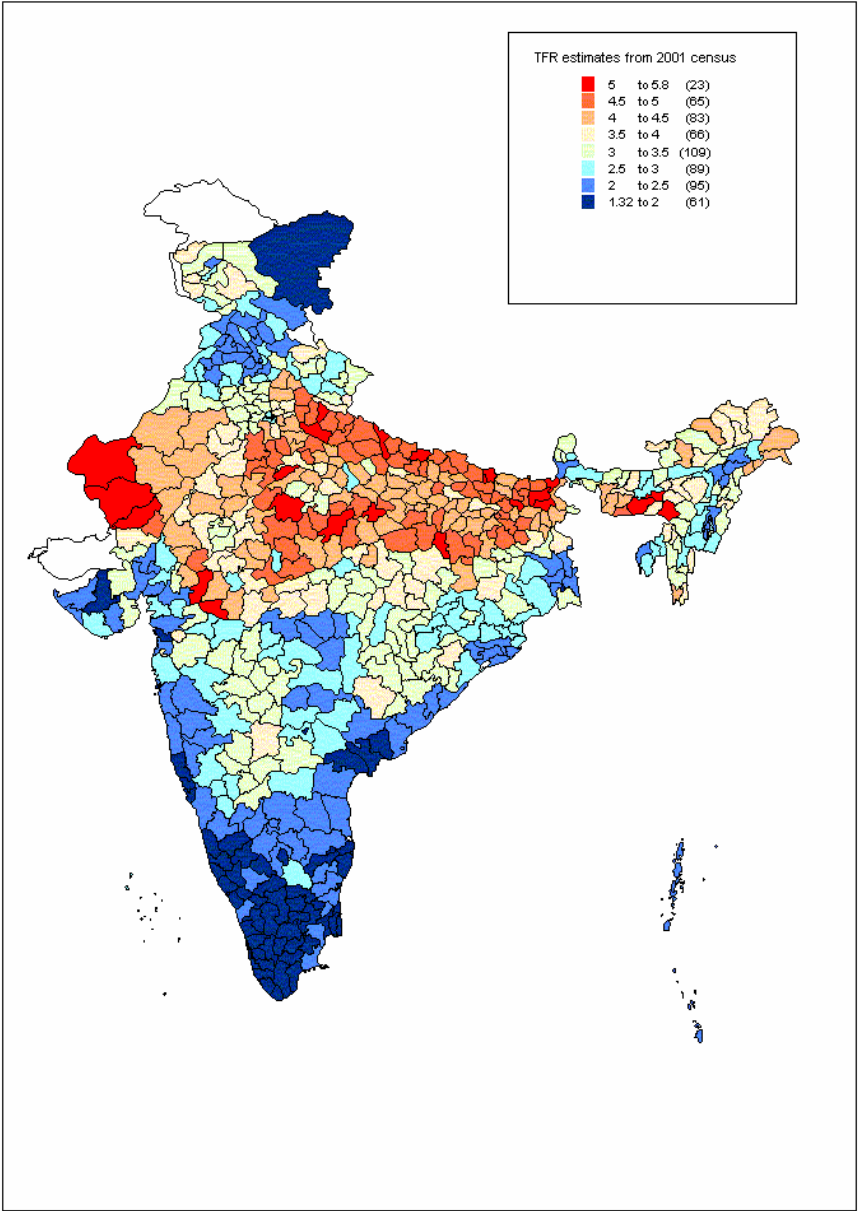 TFR estimates from 2001 census
5 to 5.8 (23)
4.5 to 5 (65)
4 to 4.5 (83)
3.5 to 4 (66)
3 to 3.5 (109)
2.5 to 3 (89)
2 to 2.5 (95)
1.32 to 2 (61)